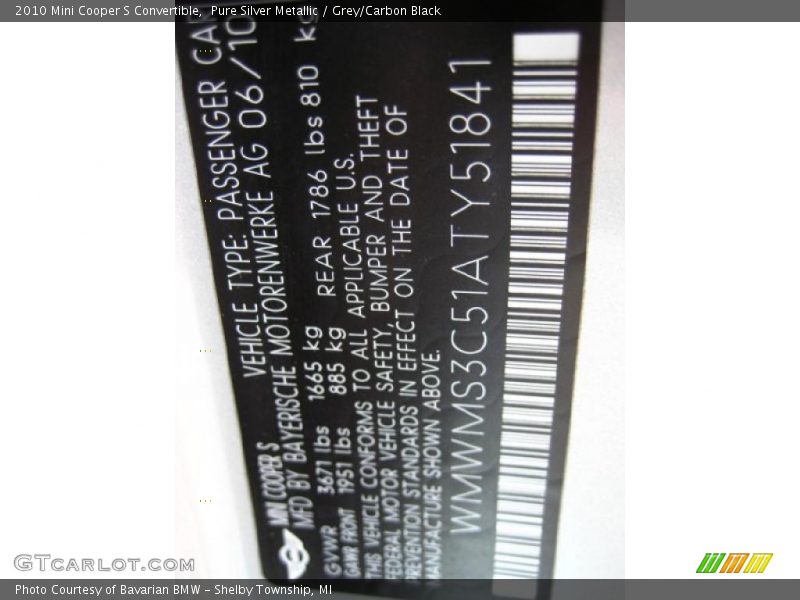 2010 Mini Cooper S Convertible,  Pure Silver Metallic / Grey/Carbon Black
MINI COOPER S
VEHICLE TYPE: PASSENGER CAR
MFD BY BAYERISCHE MOTORENWERKE AG 06/10
GVWR 3671 lbs 1665 kg REAR 1786 lbs 810 kg
GAWR FRONT 1951 lbs 885 kg
THIS VEHICLE CONFORMS TO ALL APPLICABLE U.S.
FEDERAL MOTOR VEHICLE SAFETY, BUMPER AND THEFT
PREVENTION STANDARDS IN EFFECT ON THE DATE OF
MANUFACTURE SHOWN ABOVE.
WMWMS3C51ATY51841
GTCARLOT.COM
Photo Courtesy of Bavarian BMW – Shelby Township, MI